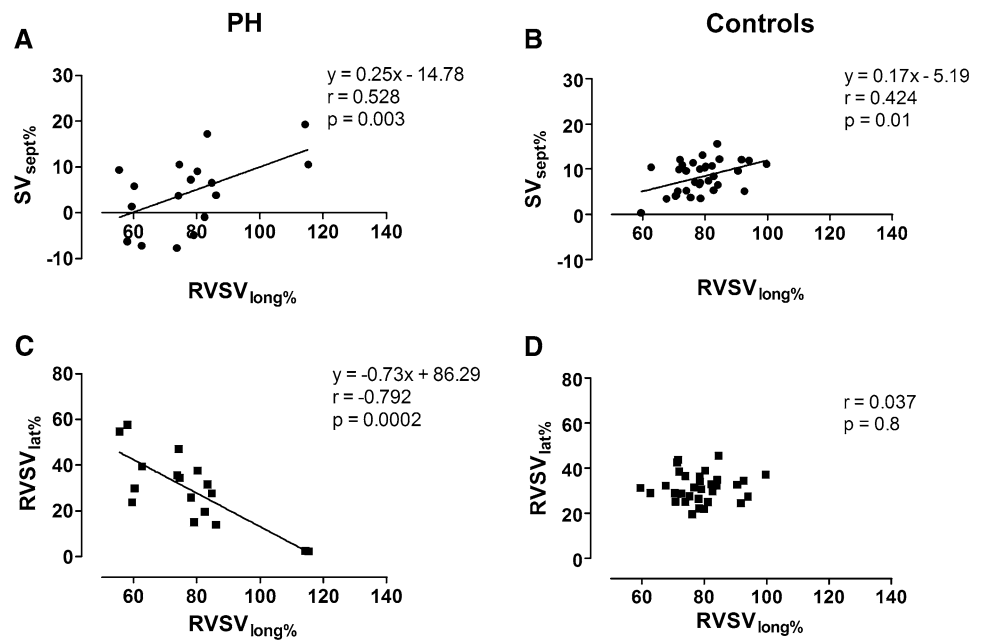 PH
Controls
A
30
20
10
0
-10
SVsept%
y = 0.25x - 14.78
r = 0.528
p = 0.003
60 80 100 120 140
RVSVlong%
B
30
20
10
0
-10
SVsept%
y = 0.17x - 5.19
r = 0.424
p = 0.01
60 80 100 120 140
RVSVlong%
C
80
60
40
20
0
RVSVlat%
y = -0.73x + 86.29
r = -0.792
p = 0.0002
60 80 100 120 140
RVSVlong%
D
80
60
40
20
0
RVSVlat%
r = 0.037
p = 0.8
60 80 100 120 140
RVSVlong%